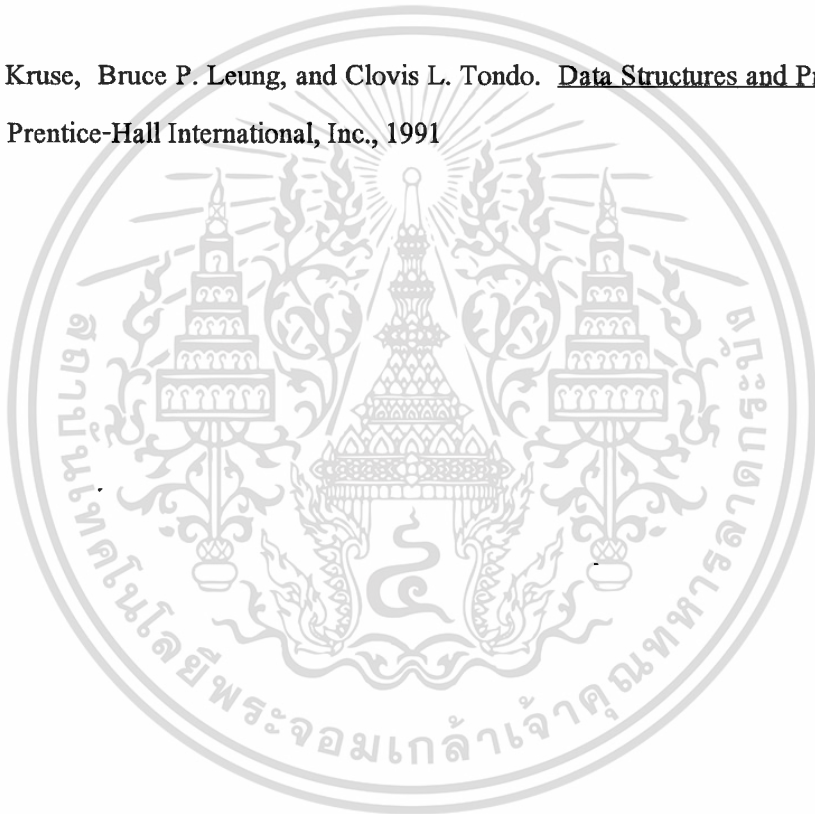 Kruse, Bruce P. Leung, and Clovis L. Tondo. Data Structures and P
Prentice-Hall International, Inc., 1991
สถาบันเทคโนโลยีพระจอมเกล้าเจ้าคุณทหารลาดกระบัง